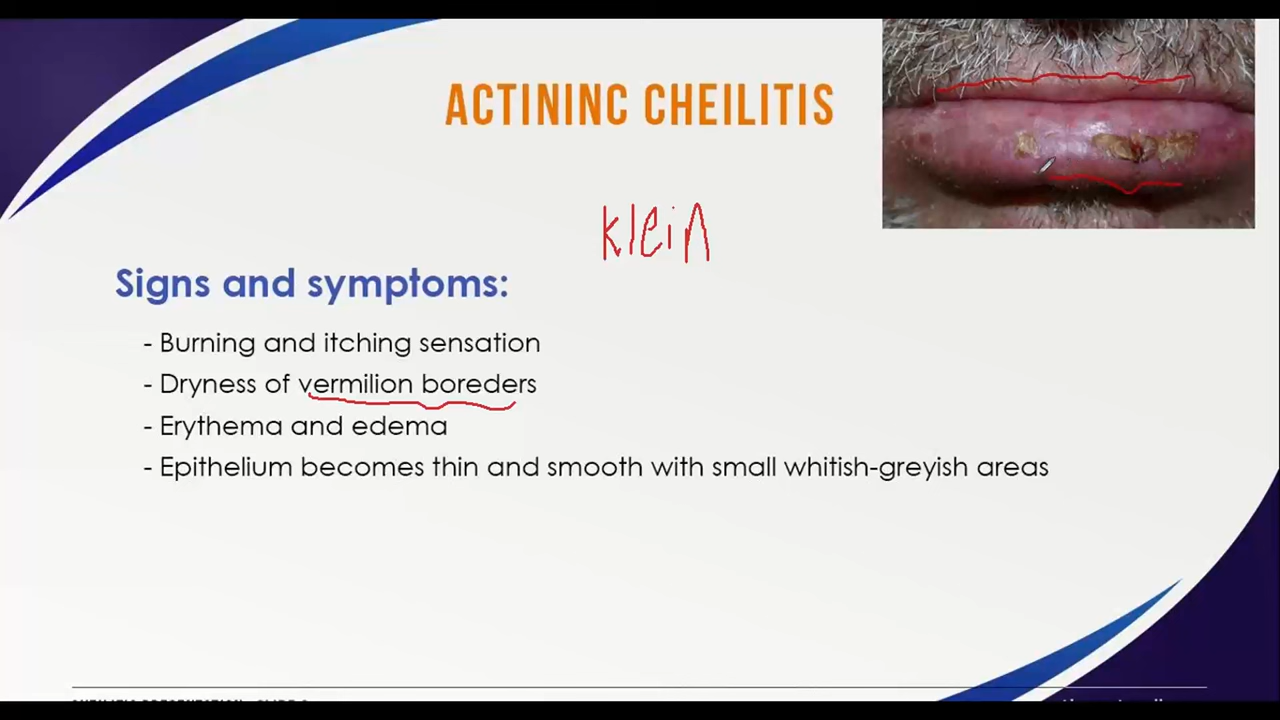 ACTININC CHEILITIS
klein
Signs and symptoms:
- Burning and itching sensation
- Dryness of vermilion boreders
- Erythema and edema
- Epithelium becomes thin and smooth with small whitish-greyish areas